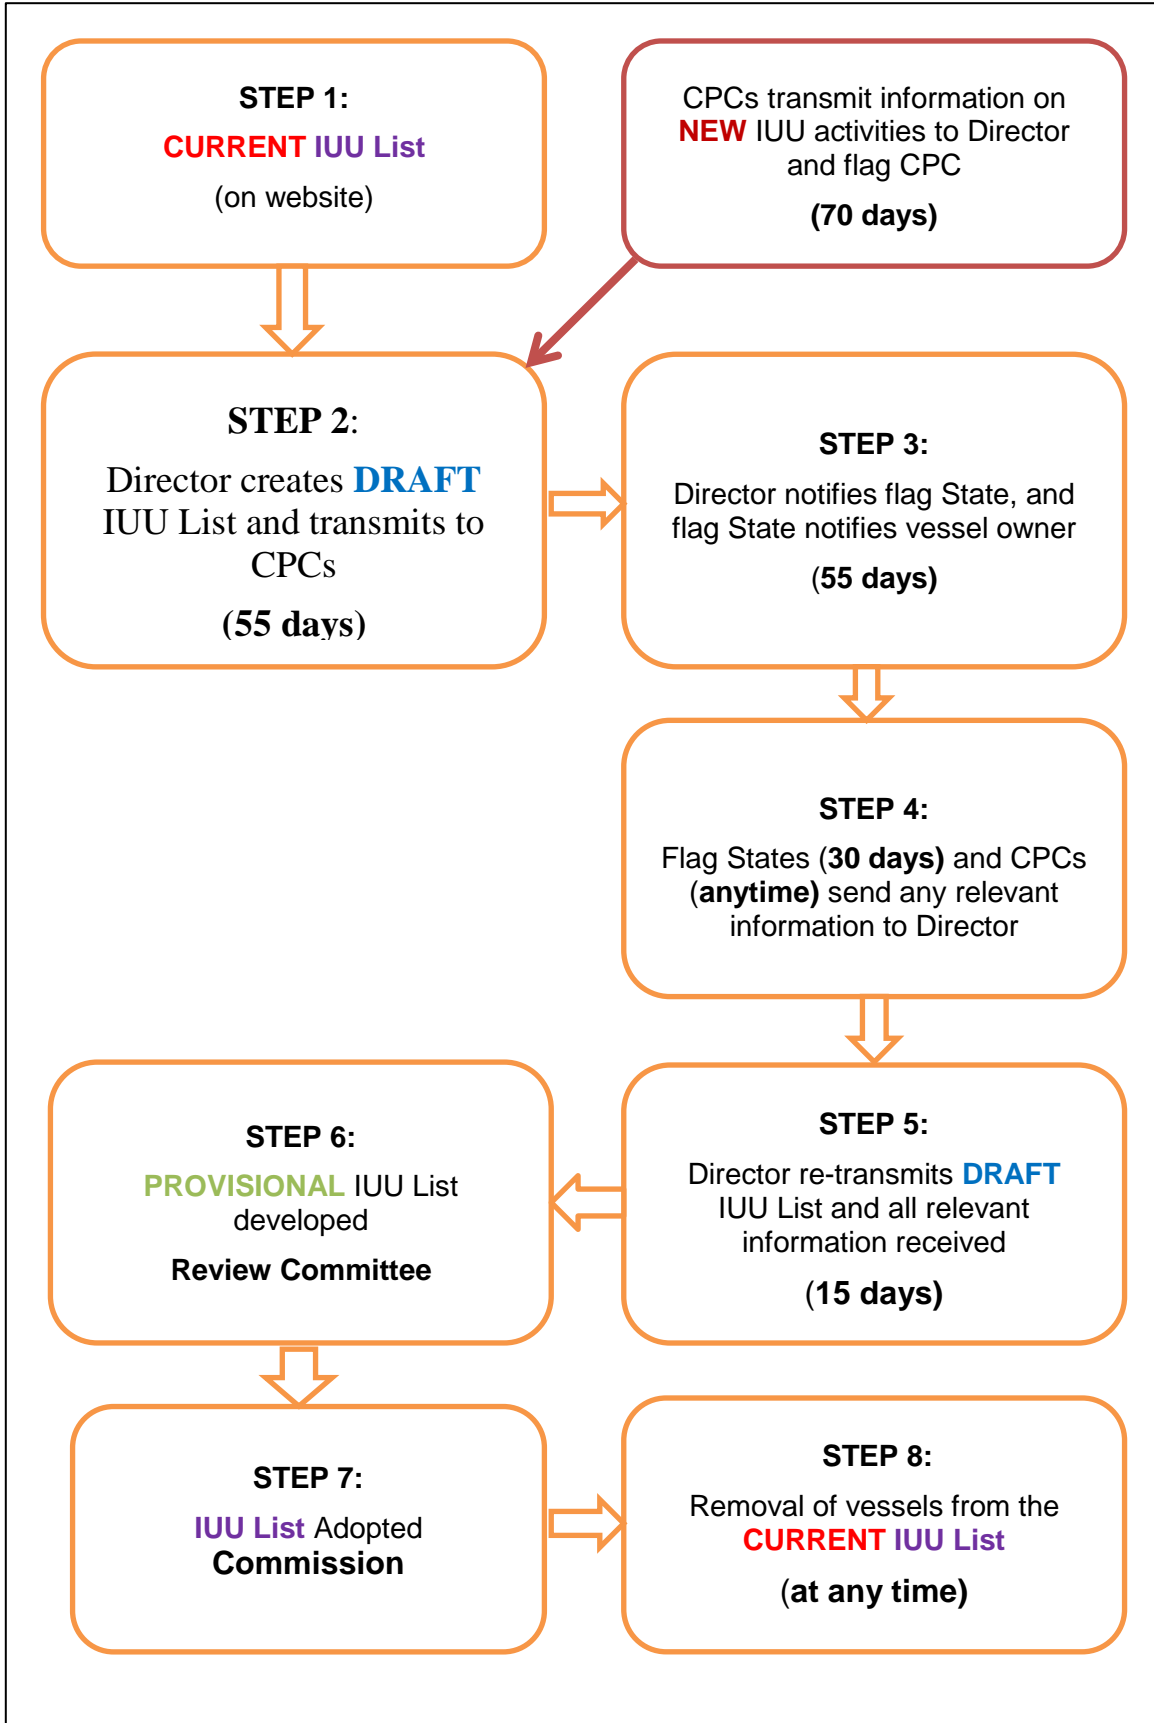 STEP 1:
CURRENT IUU List
(on website)
CPCs transmit information on
NEW IUU activities to Director
and flag CPC
(70 days)
STEP 2:
Director creates DRAFT
IUU List and transmits to
CPCs
(55 days)
STEP 3:
Director notifies flag State, and
flag State notifies vessel owner
(55 days)
STEP 4:
Flag States (30 days) and CPCs
(anytime) send any relevant
information to Director
STEP 5:
Director re-transmits DRAFT
IUU List and all relevant
information received
(15 days)
STEP 6:
PROVISIONAL IUU List
developed
Review Committee
STEP 7:
IUU List Adopted
Commission
STEP 8:
Removal of vessels from the
CURRENT IUU List
(at any time)